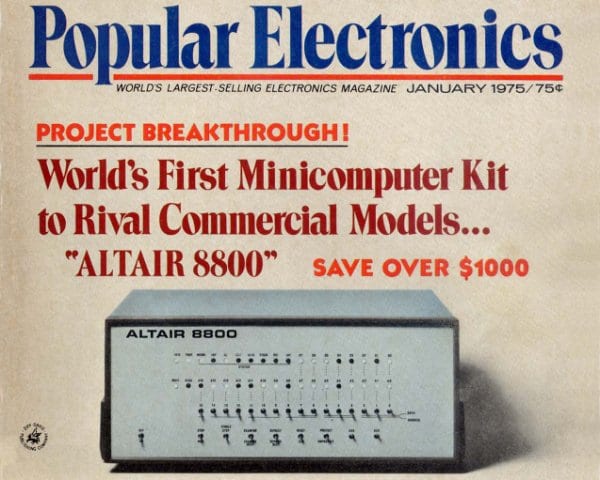 Popular Electronics
WORLD'S LARGEST-SELLING ELECTRONICS MAGAZINE JANUARY 1975/75¢
PROJECT BREAKTHROUGH!
World's First Minicomputer Kit
to Rival Commercial Models...
"ALTAIR 8800" SAVE OVER $1000
ALTAIR 8800